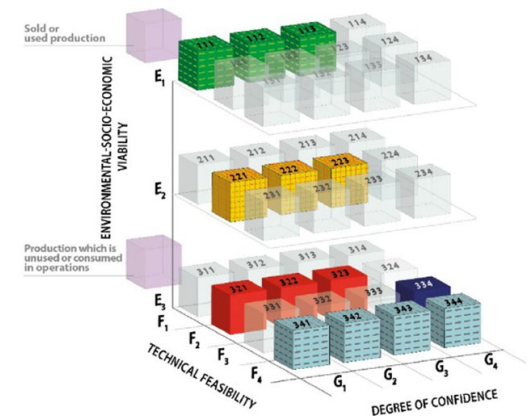 Sold or
used production
ENVIRONMENTAL-SOCIO-ECONOMIC
VIABILITY
E1
111
112
113
114
123
124
133
134
E2
211
212
213
214
221
222
223
224
231
232
233
234
Production which is
unused or consumed
in operations
E3
311
312
313
314
321
322
323
324
331
332
333
334
341
342
343
344
F1
F2
F3
F4
TECHNICAL FEASIBILITY
G1
G2
G3
G4
DEGREE OF CONFIDENCE